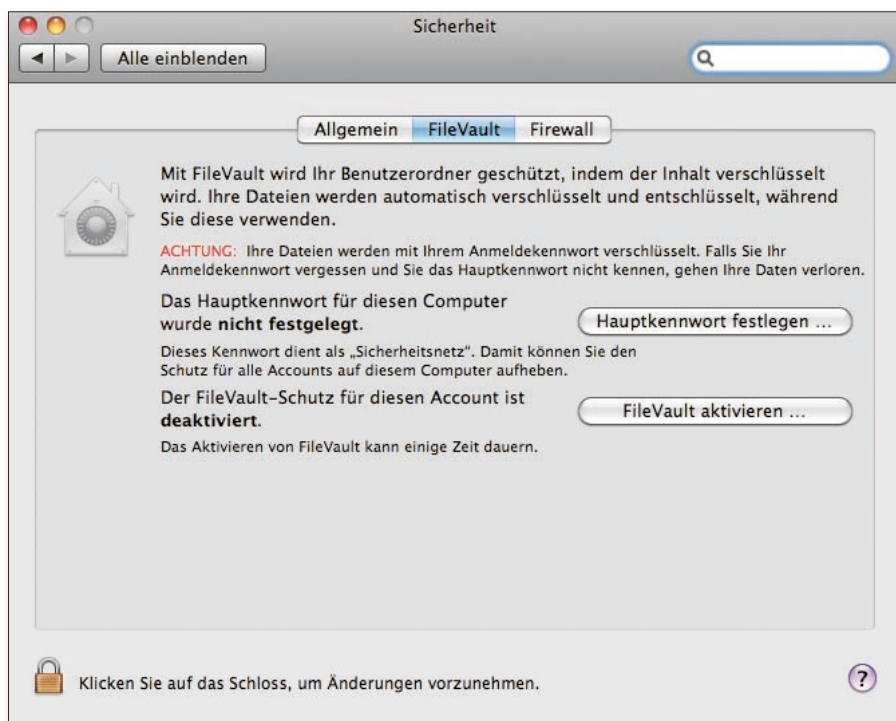 Sicherheit
Alle einblenden
Allgemein FileVault Firewall
Mit FileVault wird Ihr Benutzerordner geschützt, indem der Inhalt verschlüsselt
wird. Ihre Dateien werden automatisch verschlüsselt und entschlüsselt, während
Sie diese verwenden.
ACHTUNG: Ihre Dateien werden mit Ihrem Anmeldekennwort verschlüsselt. Falls Sie Ihr
Anmeldekennwort vergessen und Sie das Hauptkennwort nicht kennen, gehen Ihre Daten verloren.
Das Hauptkennwort für diesen Computer
wurde nicht festgelegt.
Hauptkennwort festlegen ...
Dieses Kennwort dient als „Sicherheitsnetz“. Damit können Sie den
Schutz für alle Accounts auf diesem Computer aufheben.
Der FileVault-Schutz für diesen Account ist
deaktiviert.
FileVault aktivieren ...
Das Aktivieren von FileVault kann einige Zeit dauern.
Klicken Sie auf das Schloss, um Änderungen vorzunehmen.
?